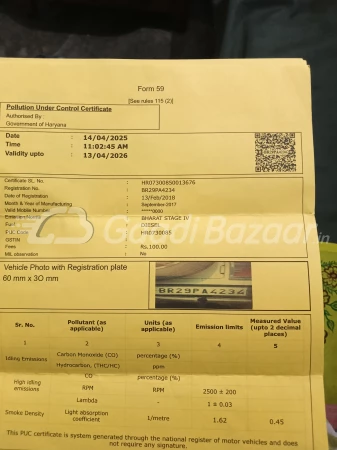 Form 59
[See rules 115 (2)]
Pollution Under Control Certificate
Authorised By :
Government of Haryana
Date : 14/04/2025
Time : 11:02:45 AM
Validity upto : 13/04/2026
Certificate SL. No. : HR07300850013676
Registration No. : BR29PA4234
Date of Registration : 13/Feb/2018
Month & Year of Manufacturing : September-2017
Valid Mobile Number : ******0000
Emission Norms : BHARAT STAGE IV
Fuel : DIESEL
PUC Code : HR0730085
GSTIN :
Fees : Rs.100.00
MIL observation : No
Vehicle Photo with Registration plate
60 mm x 30 mm
BR29PA4234
Sr. No. Pollutant (as applicable) Units (as applicable) Emission limits Measured Value (upto 2 decimal places)
1 2 3 4 5
Idling Emissions Carbon Monoxide (CO) percentage (%)
Hydrocarbon, (THC/HC) ppm
High idling emissions CO percentage (%)
RPM RPM 2500 ± 200
Lambda - 1 ± 0.03
Smoke Density Light absorption coefficient 1/metre 1.62 0.45
This PUC certificate is system generated through the national register of motor vehicles and does
not require any signature.